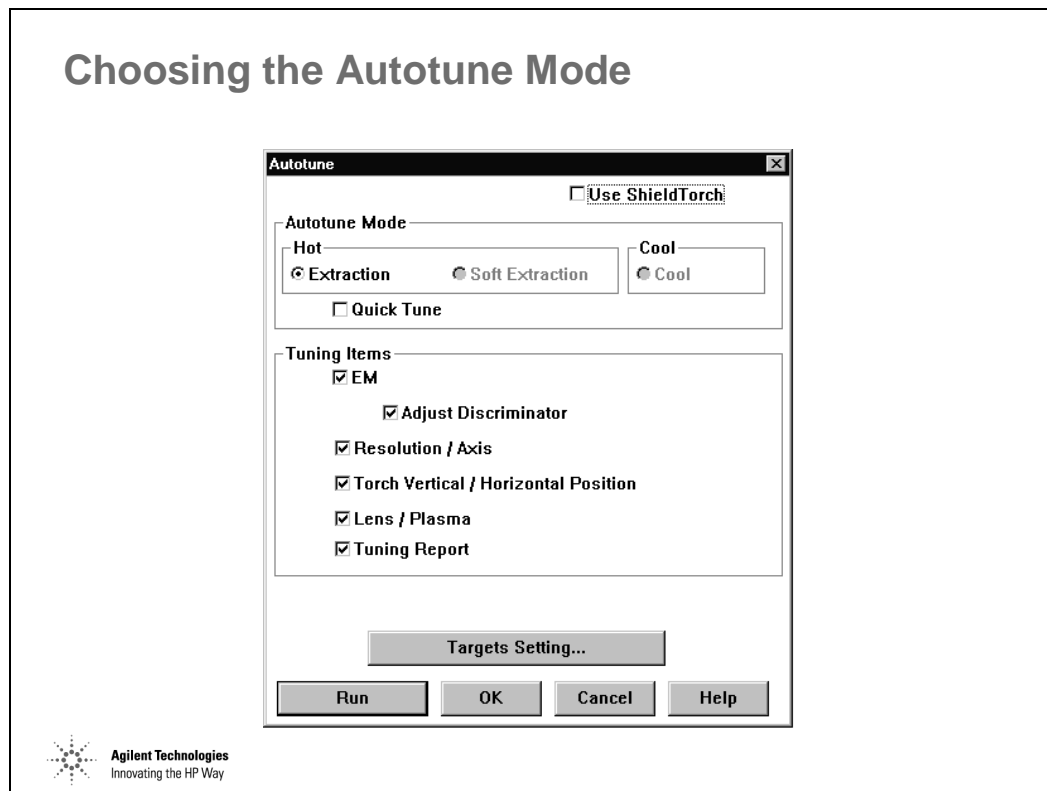 Choosing the Autotune Mode
Autotune
Use ShieldTorch
Autotune Mode
Hot
Cool
Extraction
Soft Extraction
Cool
Quick Tune
Tuning Items
EM
Adjust Discriminator
Resolution / Axis
Torch Vertical / Horizontal Position
Lens / Plasma
Tuning Report
Targets Setting...
Run
OK
Cancel
Help
Agilent Technologies
Innovating the HP Way